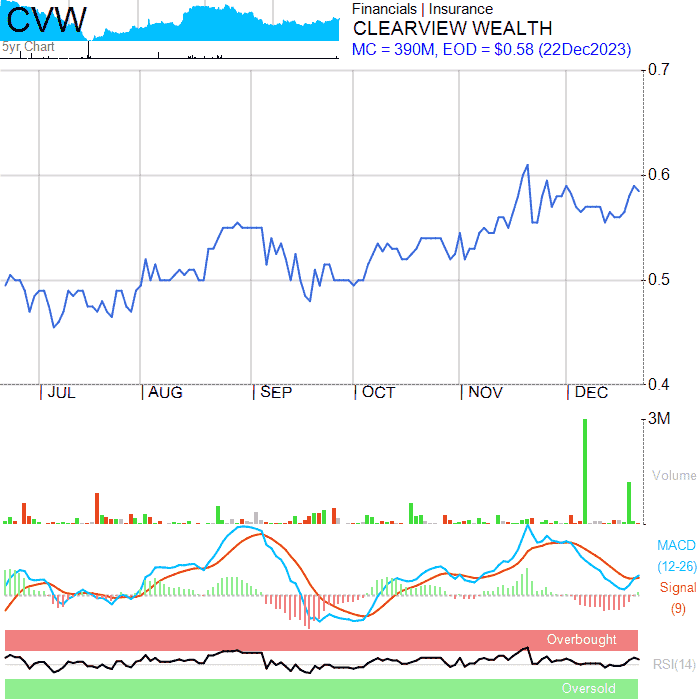 CVW
5yr Chart
Financials | Insurance
CLEARVIEW WEALTH
MC = 390M, EOD = $0.58 (22Dec2023)
0.7
0.6
0.5
0.4
JUL AUG SEP OCT NOV DEC
3M
Volume
MACD
(12-26)
Signal
(9)
Overbought
RSI(14)
Oversold